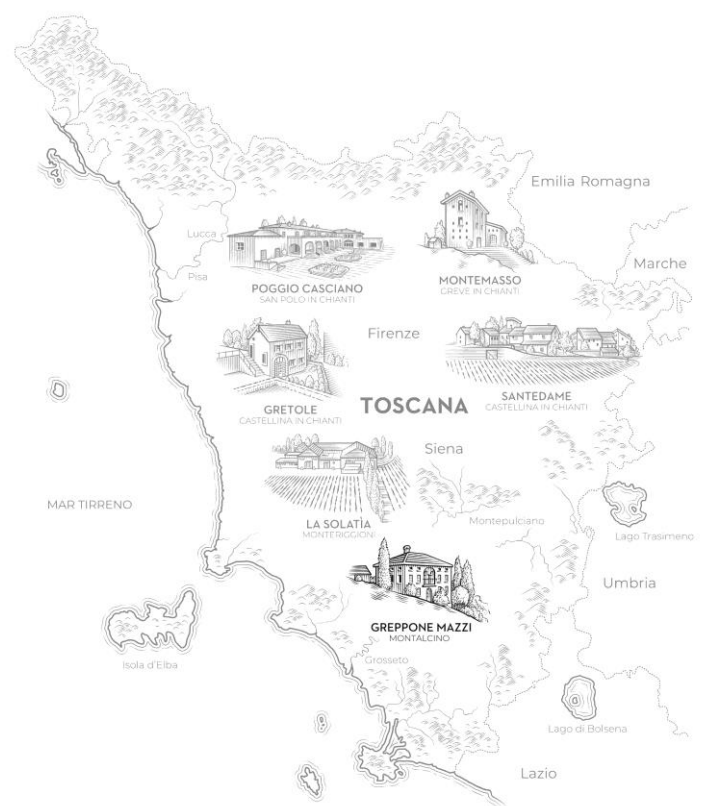 Emilia Romagna
Lucca
Marche
Pisa
POGGIO CASCIANO
SAN POLO IN CHIANTI
MONTEMASSO
GREVE IN CHIANTI
Firenze
GRETOLE
CASTELLINA IN CHIANTI
TOSCANA
SANTEDAME
CASTELLINA IN CHIANTI
Siena
MAR TIRRENO
LA SOLATÌA
MONTERIGGIONI
Montepulciano
Lago Trasimeno
Umbria
GREPPONE MAZZI
MONTALCINO
Isola d'Elba
Grosseto
Lago di Bolsena
Lazio